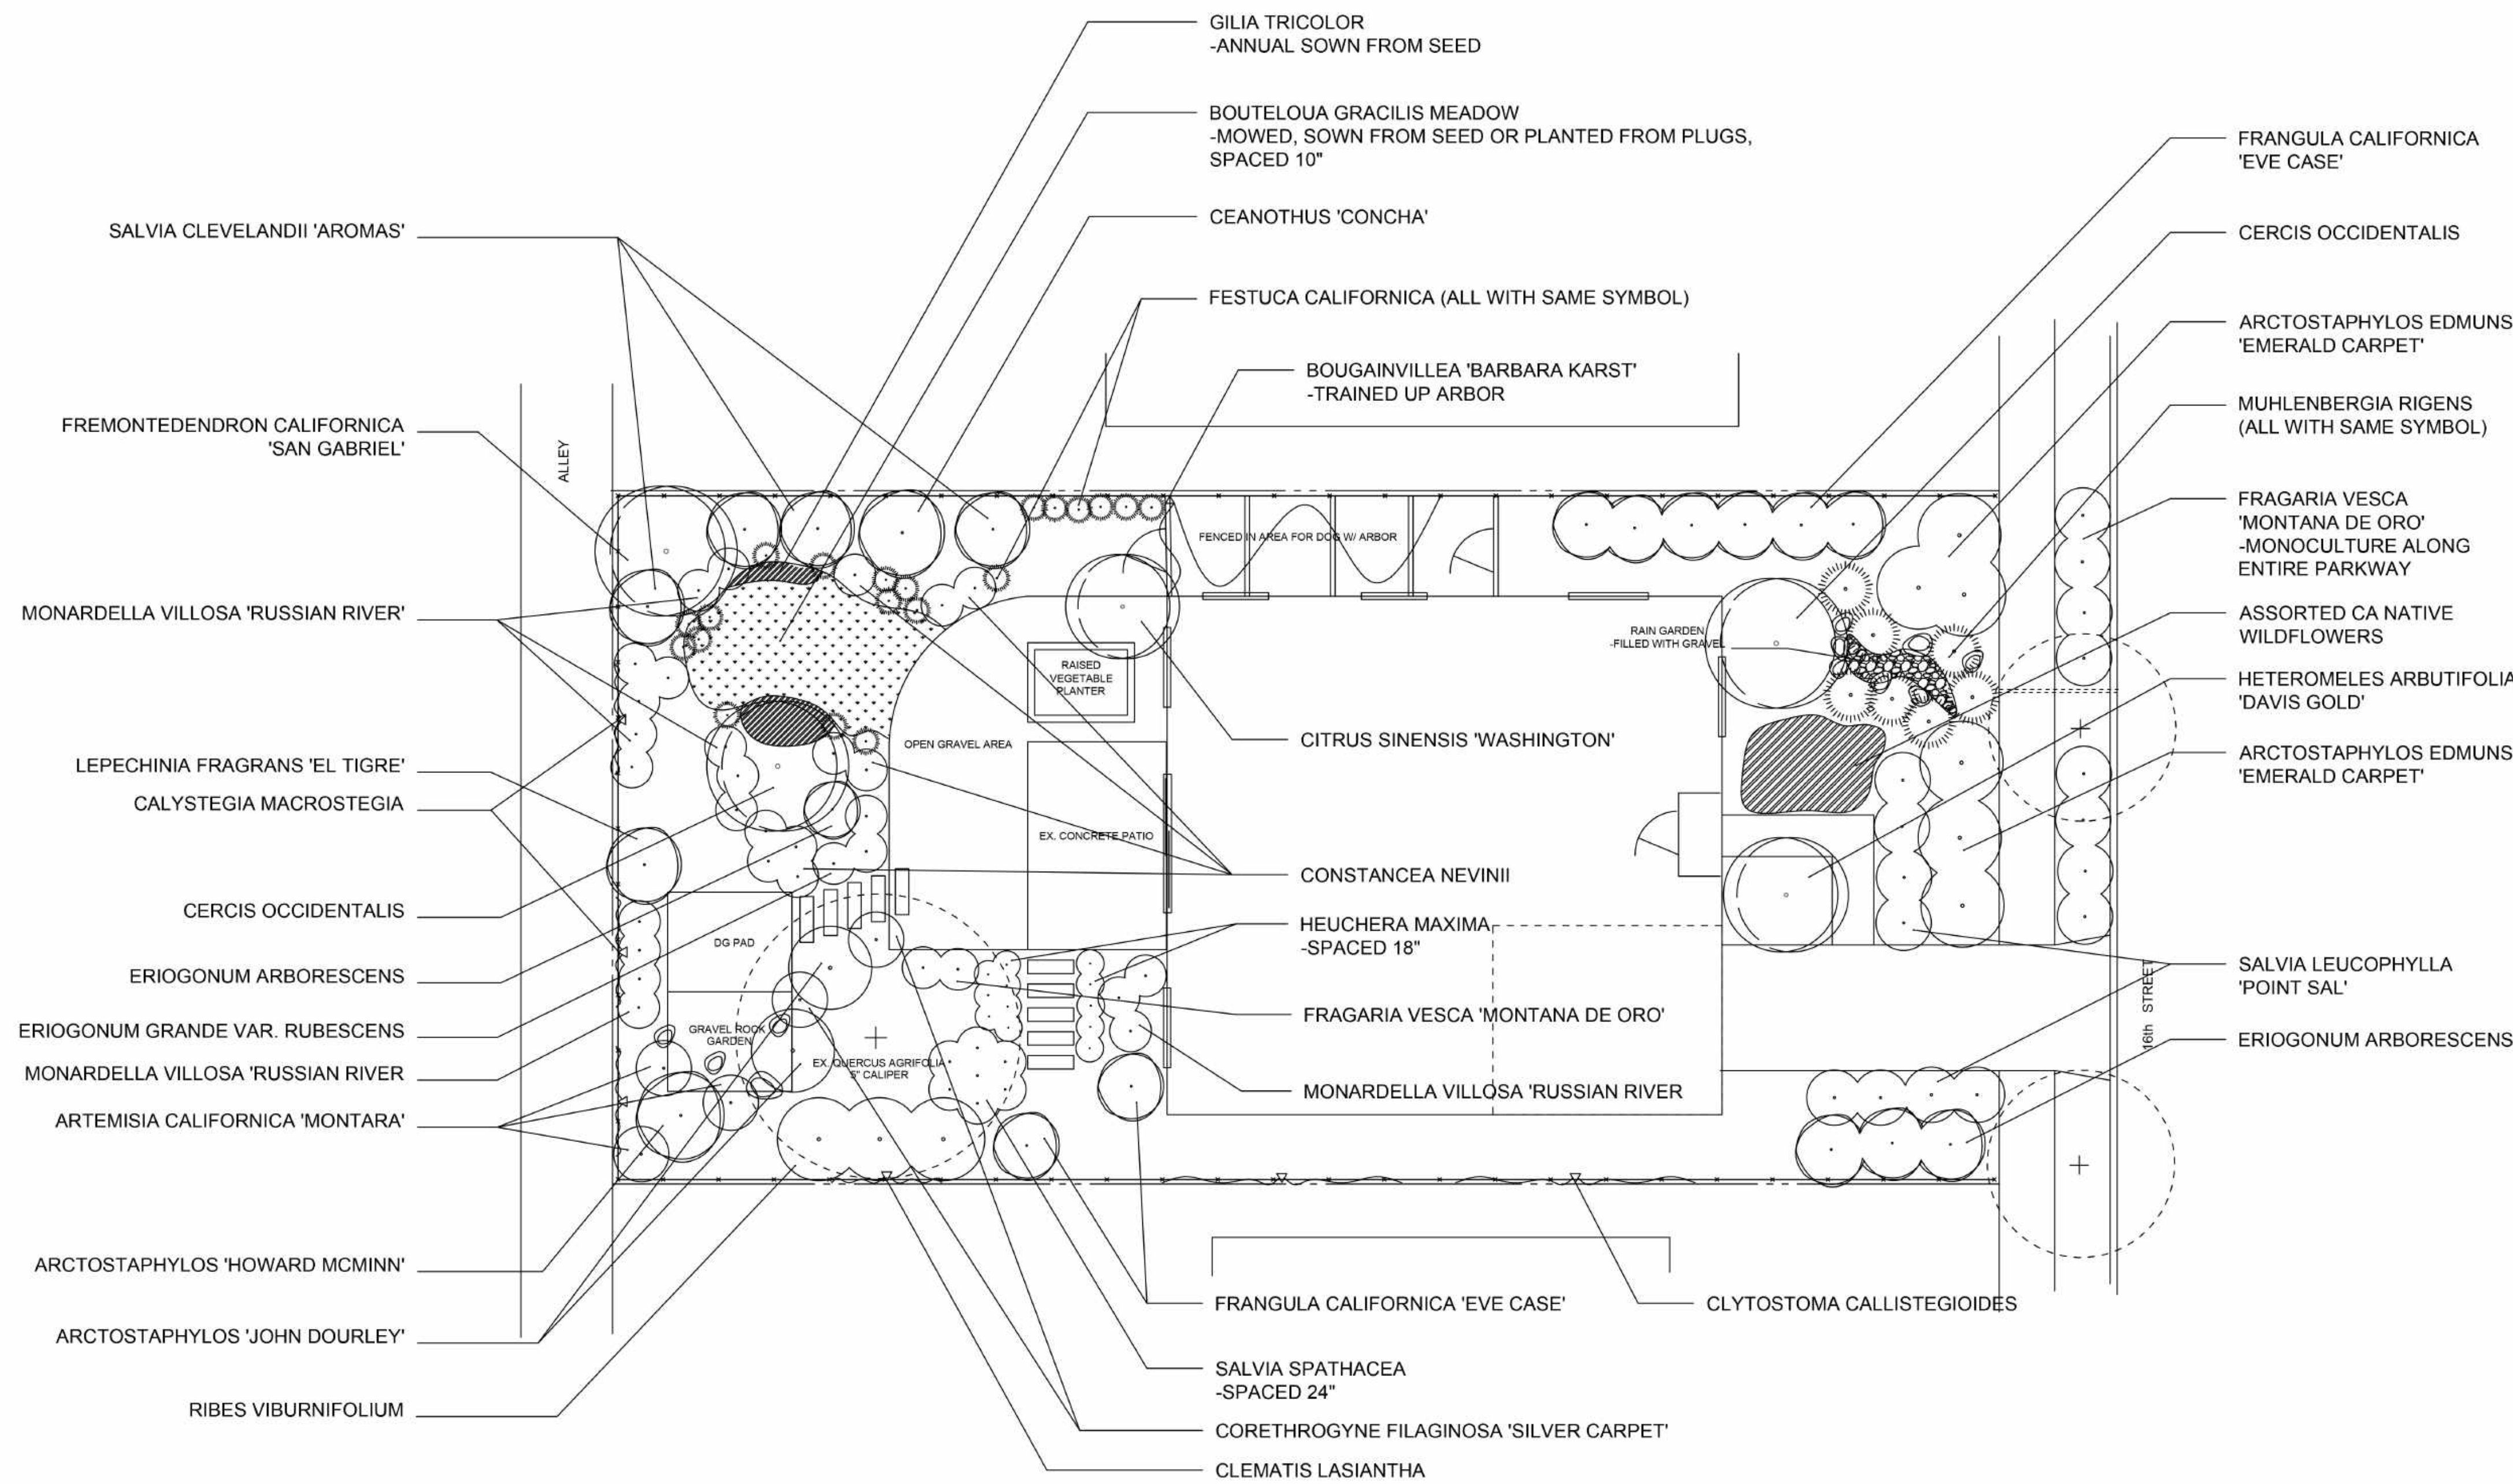 GILIA TRICOLOR
-ANNUAL SOWN FROM SEED
BOUTELOUA GRACILIS MEADOW
-MOWED, SOWN FROM SEED OR PLANTED FROM PLUGS,
SPACED 10"
CEANOTHUS 'CONCHA'
FESTUCA CALIFORNICA (ALL WITH SAME SYMBOL)
BOUGAINVILLEA 'BARBARA KARST'
-TRAINED UP ARBOR
SALVIA CLEVELANDII 'AROMAS'
FREMONTEDENDRON CALIFORNICA
'SAN GABRIEL'
MONARDELLA VILLOSA 'RUSSIAN RIVER'
LEPECHINIA FRAGRANS 'EL TIGRE'
CALYSTEGIA MACROSTEGIA
CERCIS OCCIDENTALIS
ERIOGONUM ARBORESCENS
ERIOGONUM GRANDE VAR. RUBESCENS
MONARDELLA VILLOSA 'RUSSIAN RIVER
ARTEMISIA CALIFORNICA 'MONTARA'
ARCTOSTAPHYLOS 'HOWARD MCMINN'
ARCTOSTAPHYLOS 'JOHN DOURLEY'
RIBES VIBURNIFOLIUM
ALLEY
FENCED IN AREA FOR DOG W/ ARBOR
RAISED
VEGETABLE
PLANTER
OPEN GRAVEL AREA
EX. CONCRETE PATIO
DG PAD
GRAVEL ROCK
GARDEN
EX. QUERCUS AGRIFOLIA
5" CALIPER
RAIN GARDEN
-FILLED WITH GRAVEL
CITRUS SINENSIS 'WASHINGTON'
CONSTANCEA NEVINII
HEUCHERA MAXIMA
-SPACED 18"
FRAGARIA VESCA 'MONTANA DE ORO'
MONARDELLA VILLOSA 'RUSSIAN RIVER
FRANGULA CALIFORNICA 'EVE CASE'
CLYTOSTOMA CALLISTEGIOIDES
SALVIA SPATHACEA
-SPACED 24"
CORETHROGYNE FILAGINOSA 'SILVER CARPET'
CLEMATIS LASIANTHA
FRANGULA CALIFORNICA
'EVE CASE'
CERCIS OCCIDENTALIS
ARCTOSTAPHYLOS EDMUNS
'EMERALD CARPET'
MUHLENBERGIA RIGENS
(ALL WITH SAME SYMBOL)
FRAGARIA VESCA
'MONTANA DE ORO'
-MONOCULTURE ALONG
ENTIRE PARKWAY
ASSORTED CA NATIVE
WILDFLOWERS
HETEROMELES ARBUTIFOLIA
'DAVIS GOLD'
ARCTOSTAPHYLOS EDMUNS
'EMERALD CARPET'
SALVIA LEUCOPHYLLA
'POINT SAL'
ERIOGONUM ARBORESCENS
16th STREET